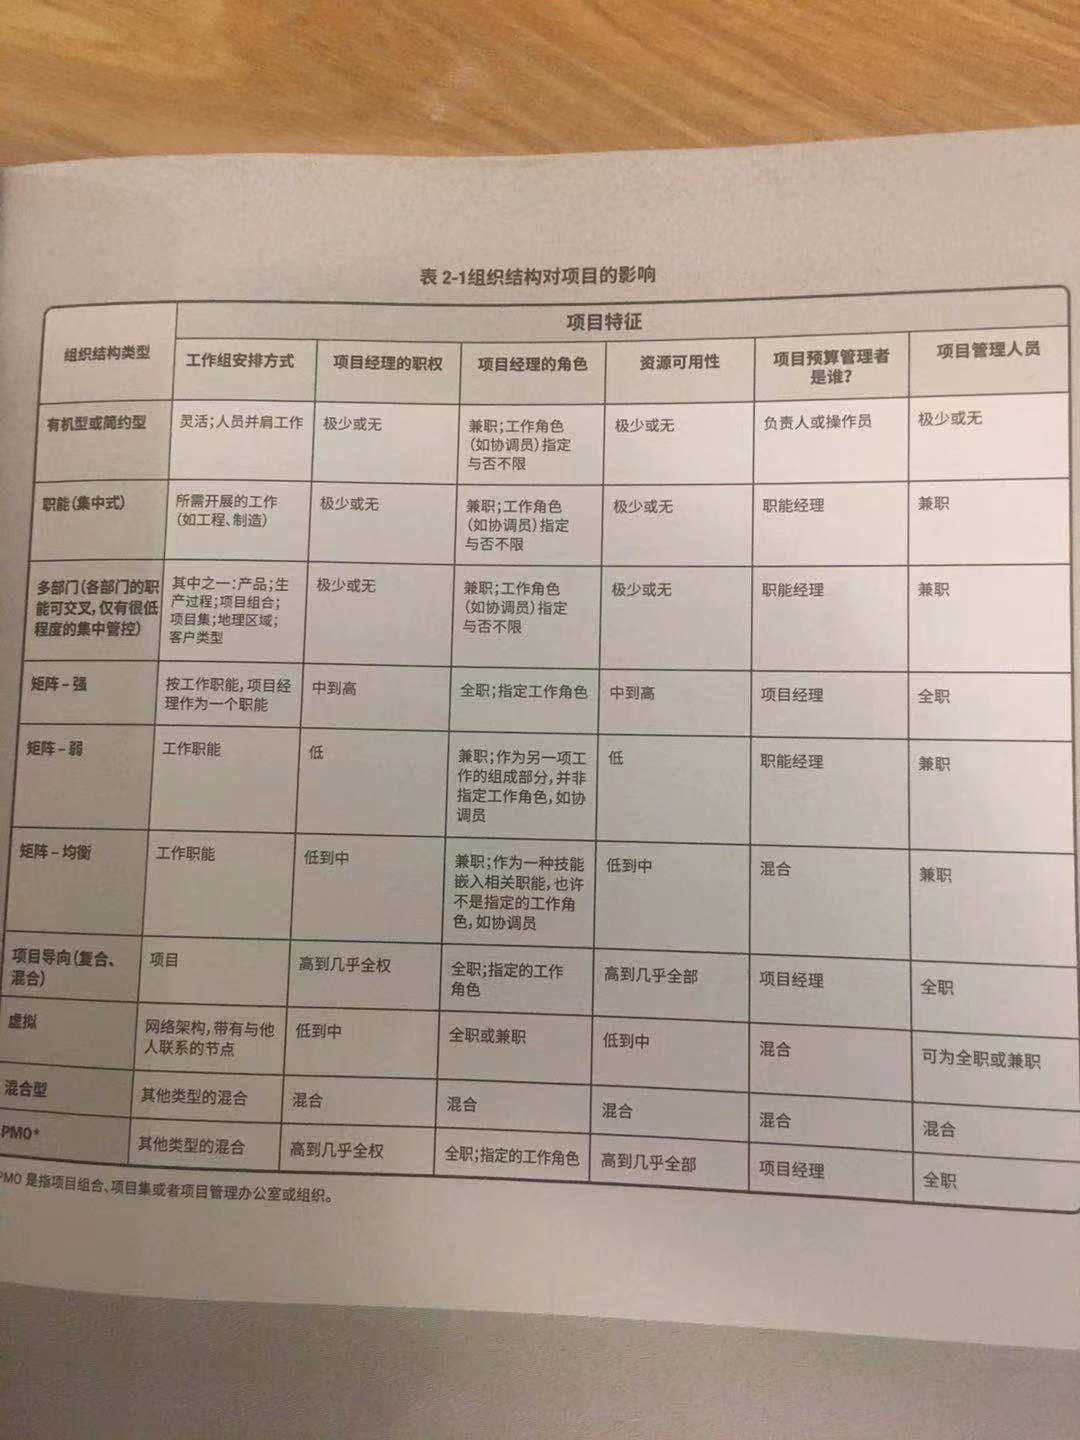 表 2-1组织结构对项目的影响
组织结构类型
项目特征
工作组安排方式
项目经理的职权
项目经理的角色
资源可用性
项目预算管理者
是谁?
项目管理人员
有机型或简约型
灵活;人员并肩工作
极少或无
兼职;工作角色
(如协调员)指定
与否不限
极少或无
负责人或操作员
极少或无
职能(集中式)
所需开展的工作
(如工程、制造)
极少或无
兼职;工作角色
(如协调员)指定
与否不限
极少或无
职能经理
兼职
多部门(各部门的职
能可交叉,仅有很低
程度的集中管控)
其中之一:产品;生
产过程;项目组合;
项目集;地理区域;
客户类型
极少或无
兼职;工作角色
(如协调员)指定
与否不限
极少或无
职能经理
兼职
矩阵-强
按工作职能,项目经
理作为一个职能
中到高
全职;指定工作角色
中到高
项目经理
全职
矩阵-弱
工作职能
低
兼职;作为另一项工
作的组成部分,并非
指定工作角色,如协
调员
低
职能经理
兼职
矩阵-均衡
工作职能
低到中
兼职;作为一种技能
嵌入相关职能,也许
不是指定的工作角
色,如协调员
低到中
混合
兼职
项目导向(复合、
混合)
项目
高到几乎全权
全职;指定的工作
角色
高到几乎全部
项目经理
全职
虚拟
网络架构,带有与他
人联系的节点
低到中
全职或兼职
低到中
混合
可为全职或兼职
混合型
其他类型的混合
混合
混合
混合
混合
混合
PMO*
其他类型的混合
高到几乎全权
全职;指定的工作角色
高到几乎全部
项目经理
全职
PMO 是指项目组合、项目集或者项目管理办公室或组织。